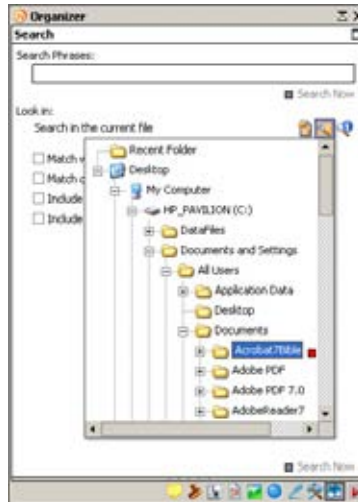 Organizer
Search
Search Phrases:
Search Now
Look in:
Search in the current file
Match
Match
Include
Include
Recent Folder
Desktop
My Computer
HP_PAVILION (C:)
DataFiles
Documents and Settings
All Users
Application Data
Desktop
Documents
Acrobat7Bible
Adobe PDF
Adobe PDF 7.0
AdobeReader7
Search Now